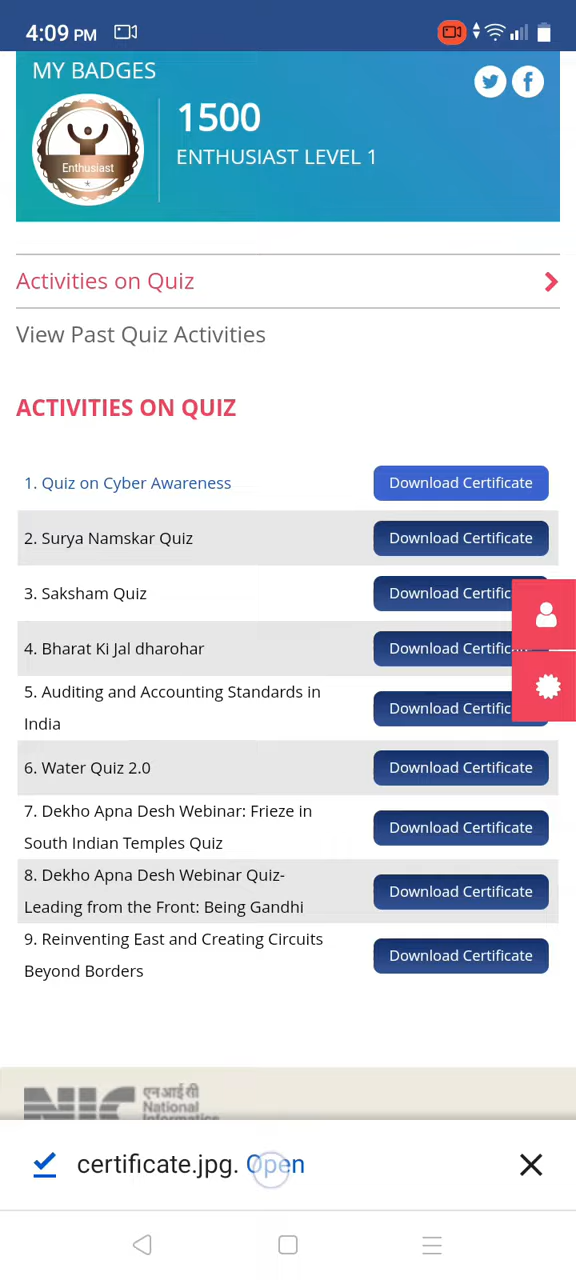 4:09 PM
MY BADGES
1500
ENTHUSIAST LEVEL 1
Enthusiast
Activities on Quiz
View Past Quiz Activities
ACTIVITIES ON QUIZ
1. Quiz on Cyber Awareness Download Certificate
2. Surya Namskar Quiz Download Certificate
3. Saksham Quiz Download Certific
4. Bharat Ki Jal dharohar Download Certific
5. Auditing and Accounting Standards in
India
Download Certific
6. Water Quiz 2.0 Download Certificate
7. Dekho Apna Desh Webinar: Frieze in
South Indian Temples Quiz
Download Certificate
8. Dekho Apna Desh Webinar Quiz-
Leading from the Front: Being Gandhi
Download Certificate
9. Reinventing East and Creating Circuits
Beyond Borders
Download Certificate
NIC
एन आई सी
National
Informatics
certificate.jpg. Open